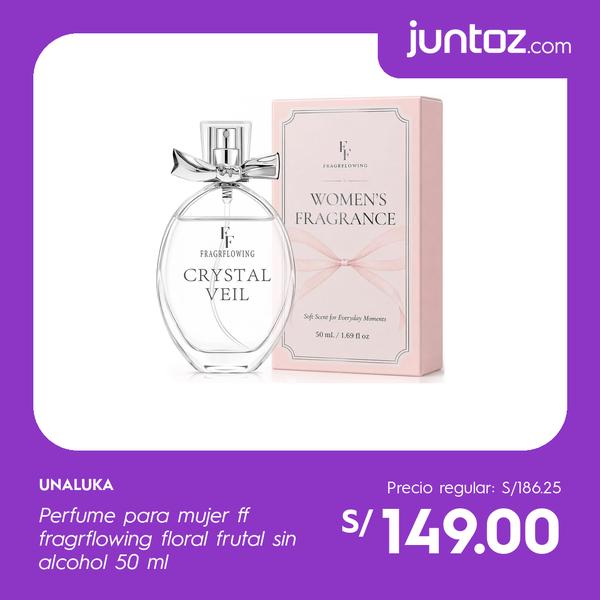 juntoz.com
FF
FRAGRFLOWING
WOMEN'S
FRAGRANCE
Soft Scent for Everyday Moments
50 ml. / 1.69 fl oz
FF
FRAGRFLOWING
CRYSTAL
VEIL
UNALUKA
Perfume para mujer ff
fragrflowing floral frutal sin
alcohol 50 ml
Precio regular: S/186.25
S/149.00